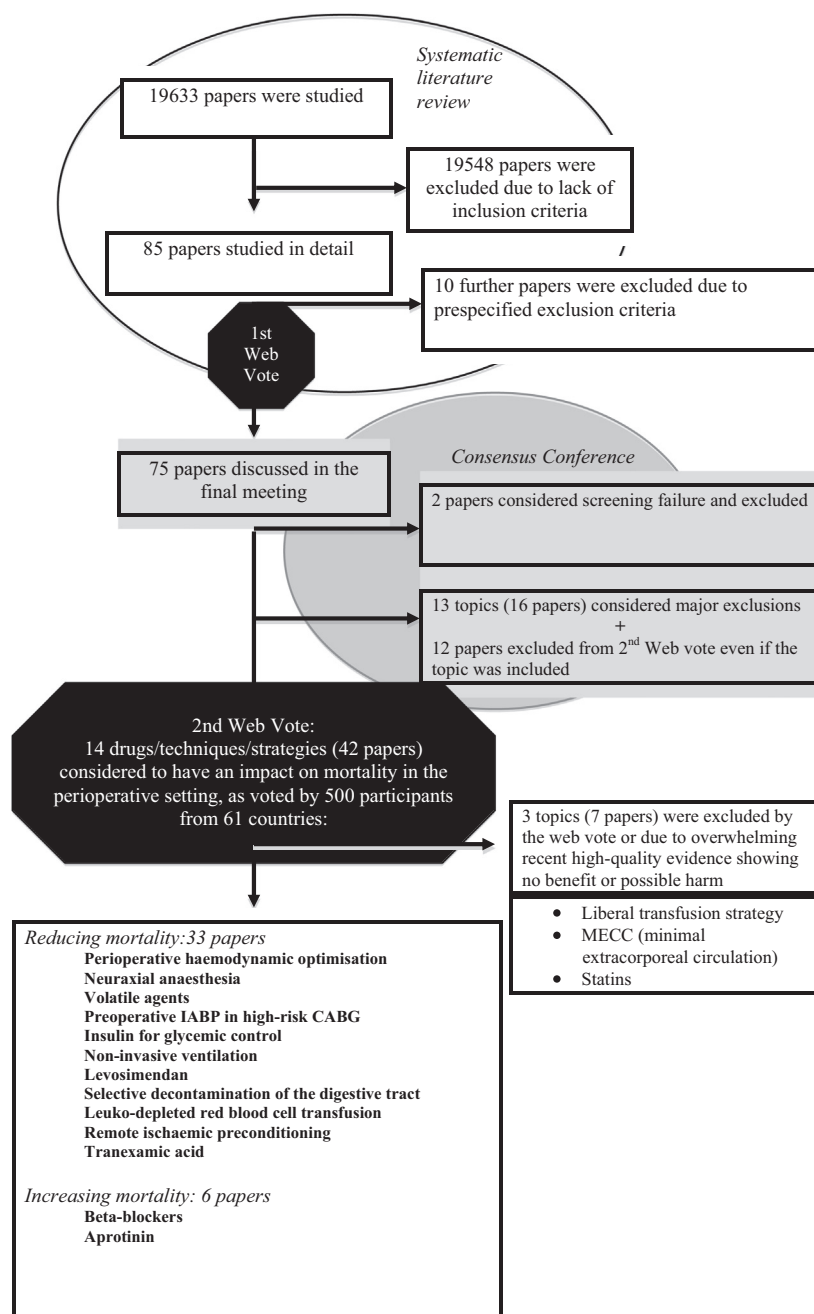 Systematic
literature
review
19633 papers were studied
19548 papers were
excluded due to lack of
inclusion criteria
85 papers studied in detail
10 further papers were excluded due to
prespecified exclusion criteria
1st
Web
Vote
75 papers discussed in the
final meeting
Consensus Conference
2 papers considered screening failure and excluded
13 topics (16 papers) considered major exclusions
+
12 papers excluded from 2nd Web vote even if the
topic was included
2nd Web Vote:
14 drugs/techniques/strategies (42 papers)
considered to have an impact on mortality in the
perioperative setting, as voted by 500 participants
from 61 countries:
3 topics (7 papers) were excluded by
the web vote or due to overwhelming
recent high-quality evidence showing
no benefit or possible harm
• Liberal transfusion strategy
• MECC (minimal
extracorporeal circulation)
• Statins
Reducing mortality:33 papers
Perioperative haemodynamic optimisation
Neuraxial anaesthesia
Volatile agents
Preoperative IABP in high-risk CABG
Insulin for glycemic control
Non-invasive ventilation
Levosimendan
Selective decontamination of the digestive tract
Leuko-depleted red blood cell transfusion
Remote ischaemic preconditioning
Tranexamic acid
Increasing mortality: 6 papers
Beta-blockers
Aprotinin